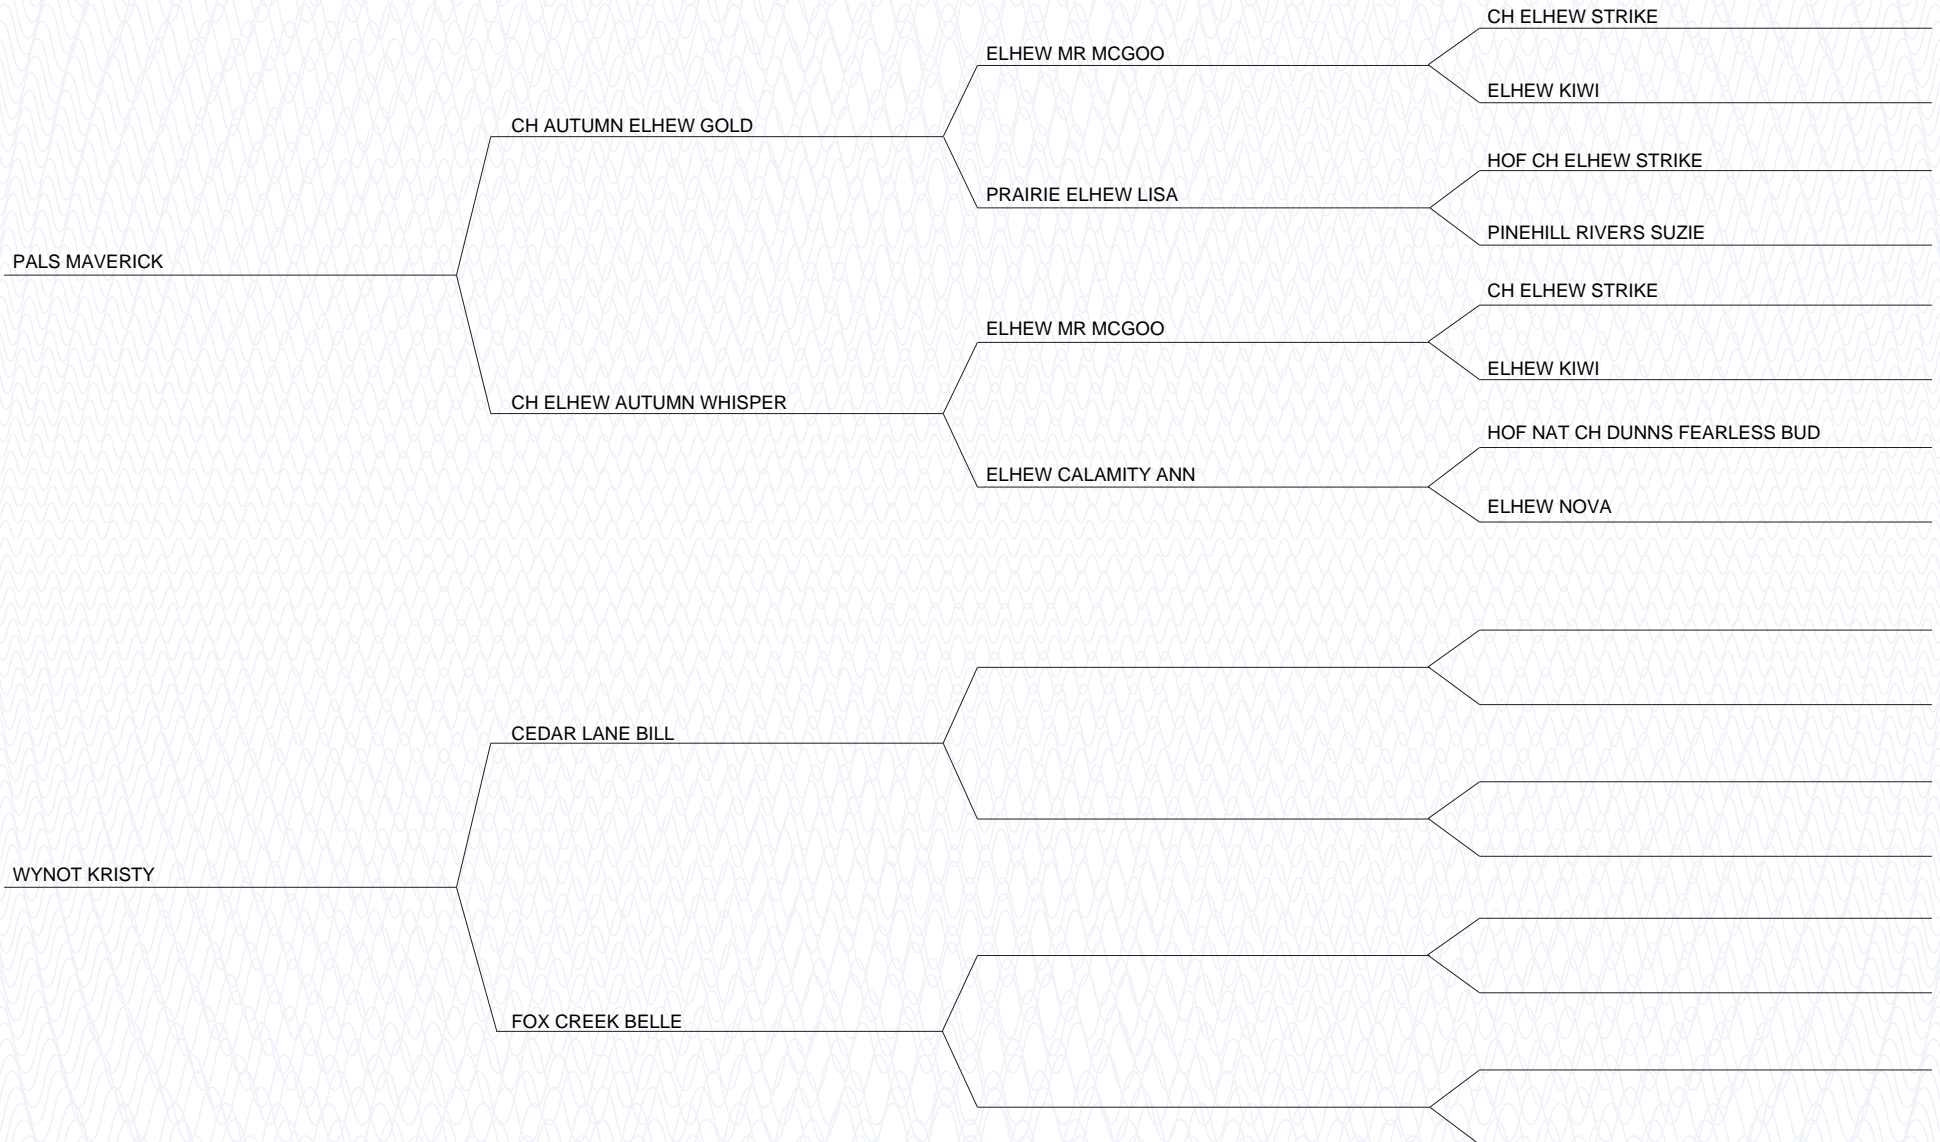 CH ELHEW STRIKE
ELHEW MR MCGOO
ELHEW KIWI
CH AUTUMN ELHEW GOLD
HOF CH ELHEW STRIKE
PRAIRIE ELHEW LISA
PINEHILL RIVERS SUZIE
PALS MAVERICK
CH ELHEW STRIKE
ELHEW MR MCGOO
ELHEW KIWI
CH ELHEW AUTUMN WHISPER
HOF NAT CH DUNNS FEARLESS BUD
ELHEW CALAMITY ANN
ELHEW NOVA
CEDAR LANE BILL
WYNOT KRISTY
FOX CREEK BELLE